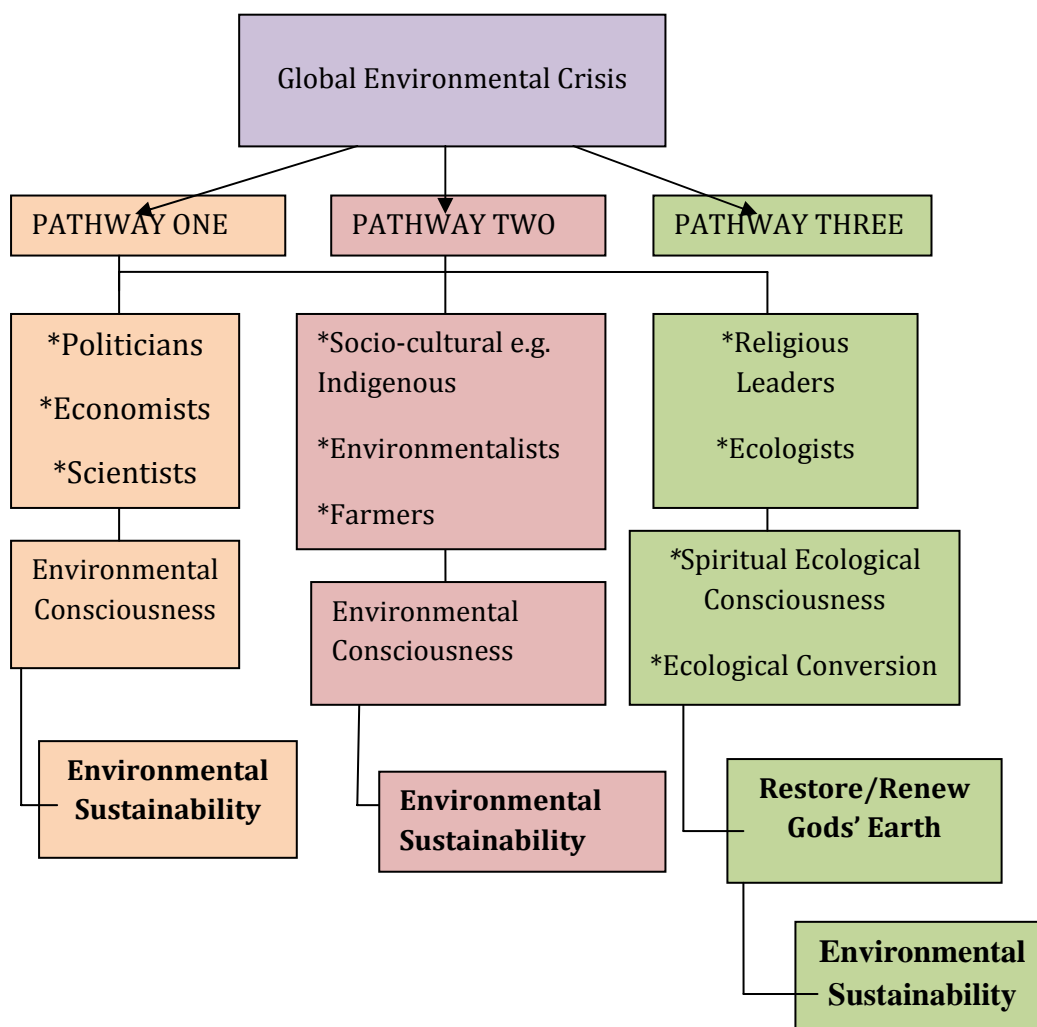 Global Environmental Crisis
PATHWAY ONE
PATHWAY TWO
PATHWAY THREE
*Politicians
*Economists
*Scientists
*Socio-cultural e.g.
Indigenous
*Environmentalists
*Farmers
*Religious
Leaders
*Ecologists
Environmental
Consciousness
Environmental
Consciousness
*Spiritual Ecological
Consciousness
*Ecological Conversion
Environmental
Sustainability
Environmental
Sustainability
Restore/Renew
Gods’ Earth
Environmental
Sustainability